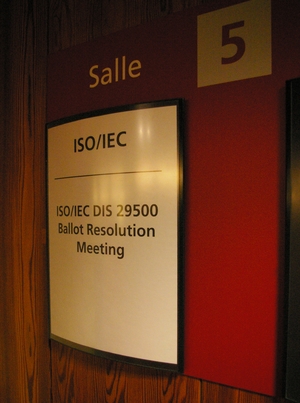 Salle 5
ISO/IEC
ISO/IEC DIS 29500
Ballot Resolution
Meeting